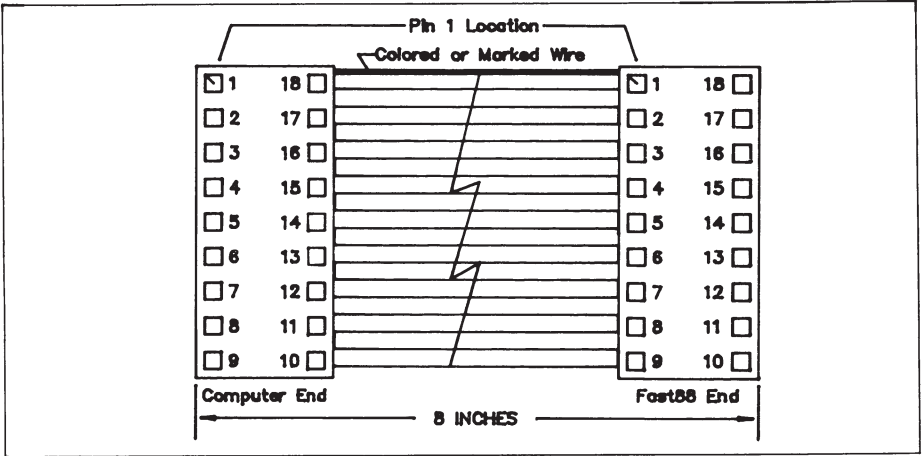 Pin 1 Location
Colored or Marked Wire
1 18 1 18
2 17 2 17
3 16 3 16
4 15 4 15
5 14 5 14
6 13 6 13
7 12 7 12
8 11 8 11
9 10 9 10
Computer End Fast88 End
8 INCHES